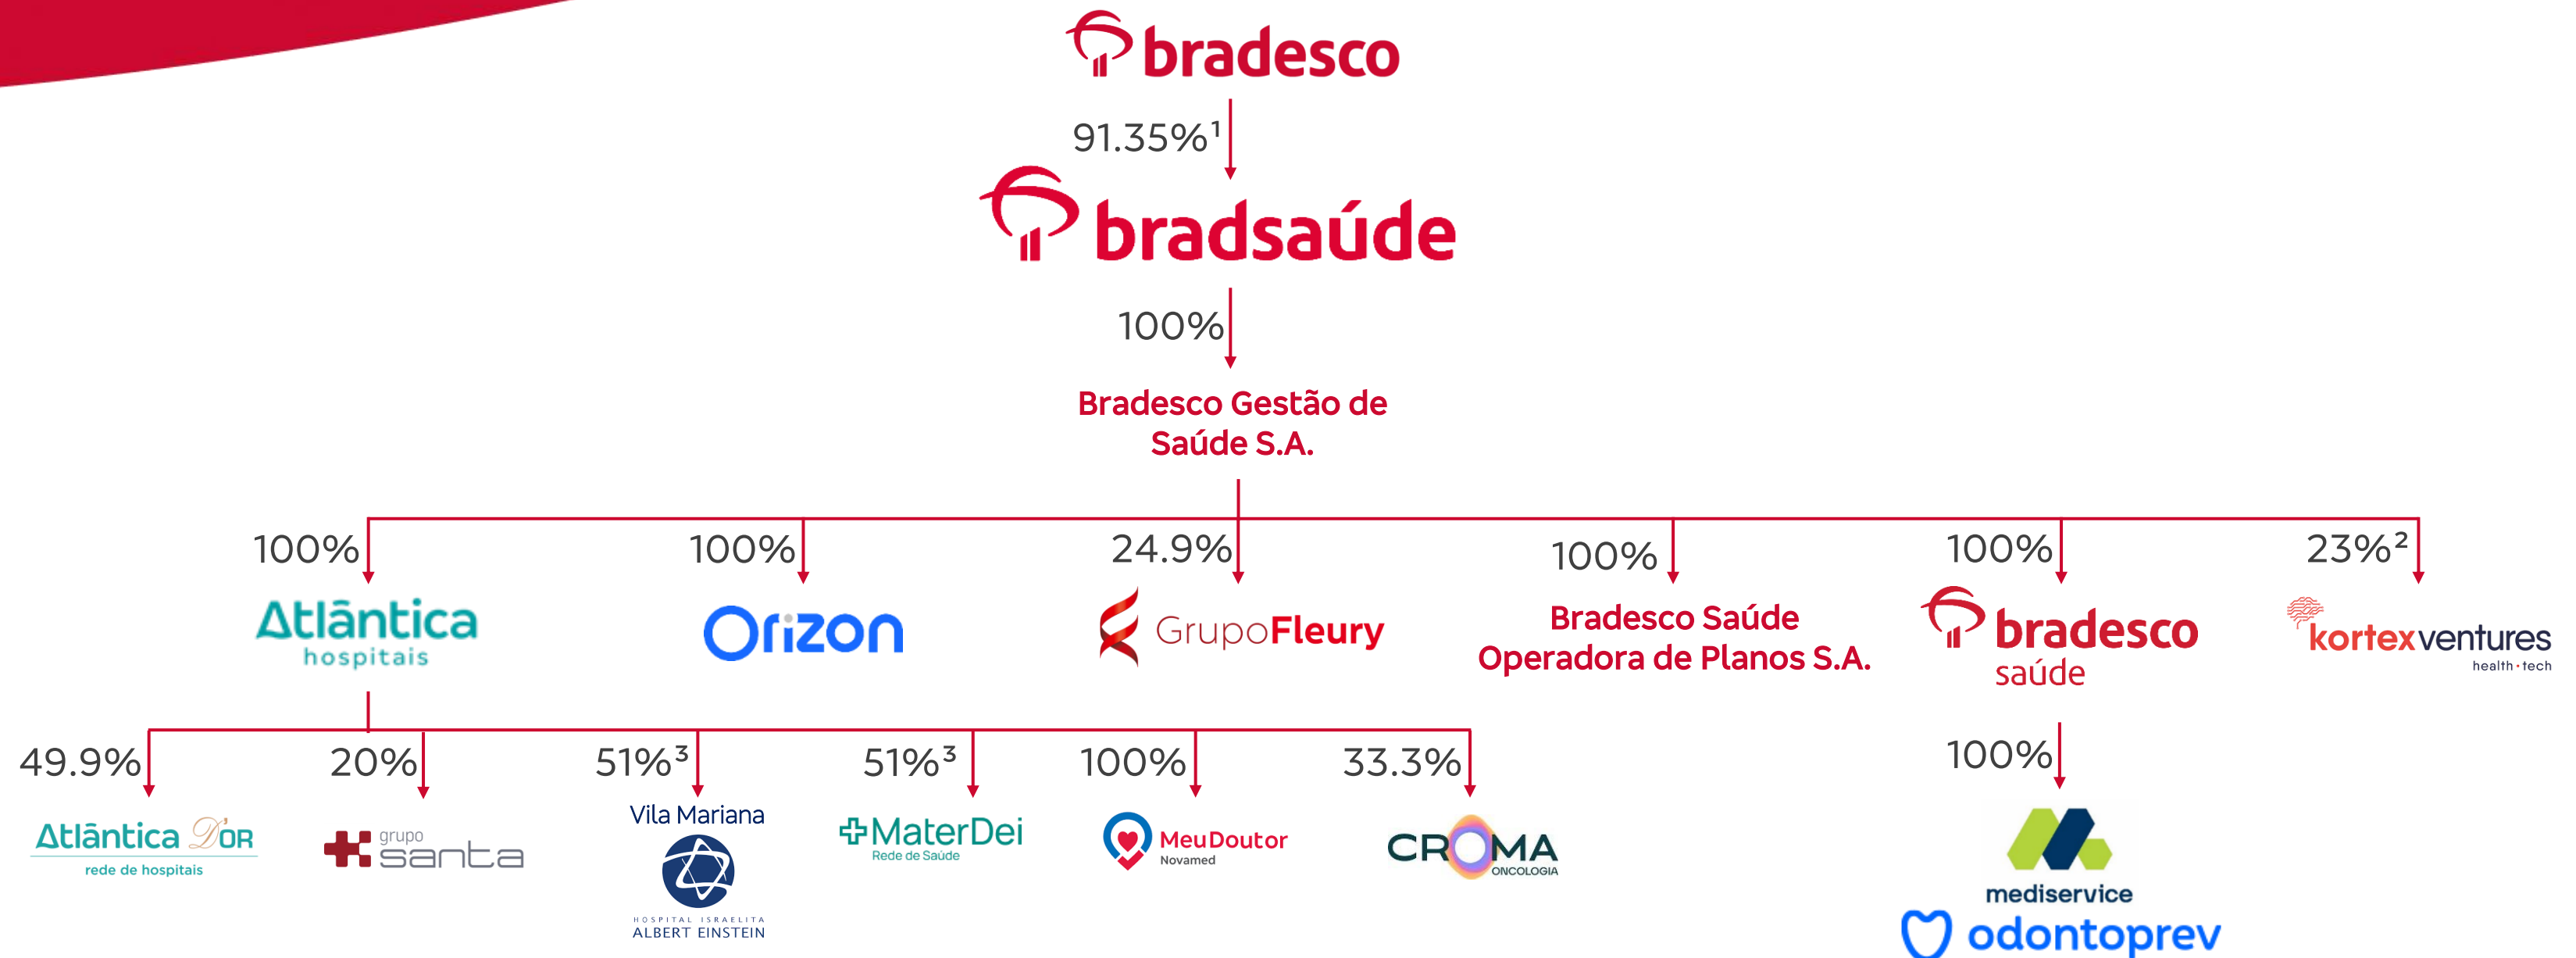 bradesco
91.35%¹
bradsaúde
100%
Bradesco Gestão de
Saúde S.A.
100%
100%
24.9%
100%
100%
23%²
Atlântica
hospitais
Orizon
GrupoFleury
Bradesco Saúde
Operadora de Planos S.A.
bradesco
saúde
kortexventures
health·tech
49.9%
20%
51%³
51%³
100%
33.3%
100%
Atlântica D'OR
rede de hospitais
grupo
santa
Vila Mariana
HOSPITAL ISRAELITA
ALBERT EINSTEIN
MaterDei
Rede de Saúde
MeuDoutor
Novamed
CROMA
ONCOLOGIA
mediservice
odontoprev